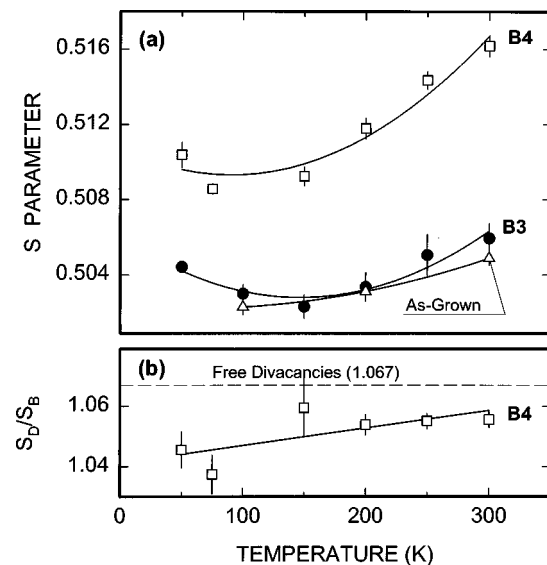 (a)
B4
0.516
0.512
0.508
0.504
S PARAMETER
B3
As-Grown
(b)
Free Divacancies (1.067)
B4
1.06
1.04
S_D/S_B
0 100 200 300
TEMPERATURE (K)